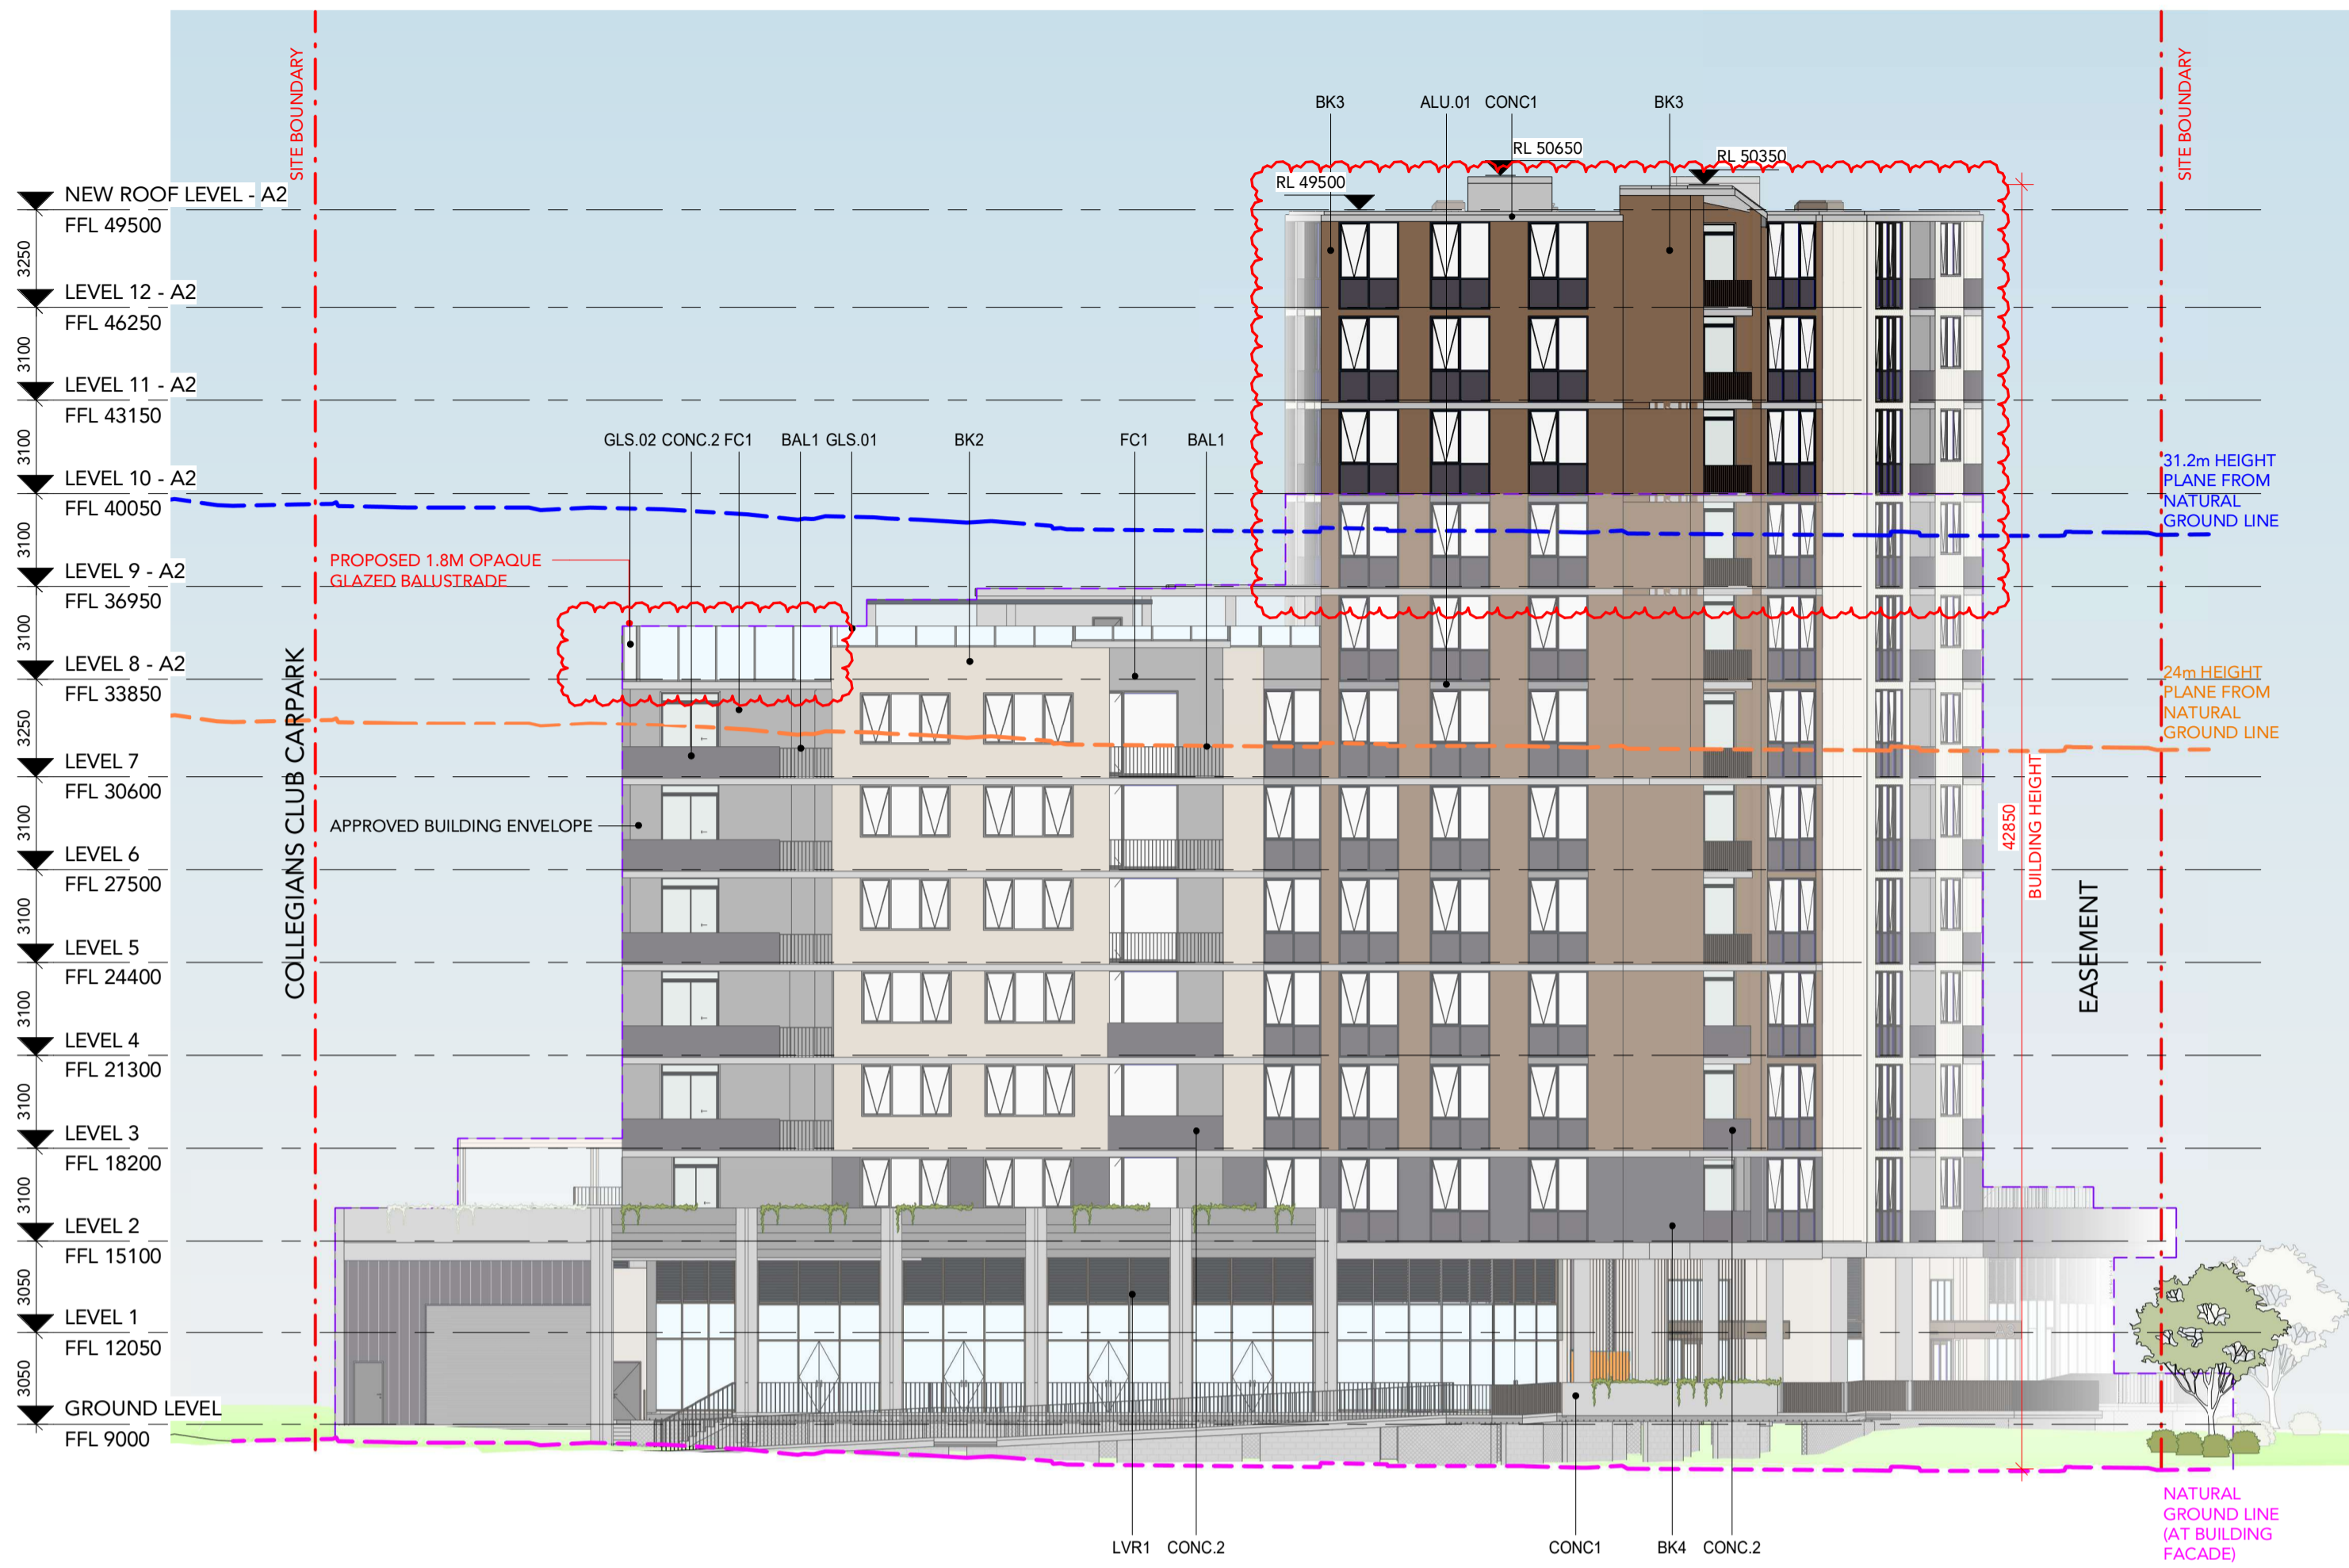 SITE BOUNDARY
SITE BOUNDARY
BK3
ALU.01
CONC1
BK3
RL 50650
RL 50350
RL 49500
NEW ROOF LEVEL - A2
FFL 49500
3250
LEVEL 12 - A2
FFL 46250
3100
LEVEL 11 - A2
FFL 43150
3100
GLS.02
CONC.2
FC1
BAL1
GLS.01
BK2
FC1
BAL1
LEVEL 10 - A2
FFL 40050
31.2m HEIGHT
PLANE FROM
NATURAL
GROUND LINE
3100
PROPOSED 1.8M OPAQUE
GLAZED BALUSTRADE
LEVEL 9 - A2
FFL 36950
3100
LEVEL 8 - A2
FFL 33850
24m HEIGHT
PLANE FROM
NATURAL
GROUND LINE
3250
LEVEL 7
FFL 30600
3100
APPROVED BUILDING ENVELOPE
COLLEGIANS CLUB CARPARK
42850
BUILDING HEIGHT
EASEMENT
LEVEL 6
FFL 27500
3100
LEVEL 5
FFL 24400
3100
LEVEL 4
FFL 21300
3100
LEVEL 3
FFL 18200
3100
LEVEL 2
FFL 15100
3050
LEVEL 1
FFL 12050
3050
GROUND LEVEL
FFL 9000
NATURAL
GROUND LINE
(AT BUILDING
FACADE)
LVR1
CONC.2
CONC1
BK4
CONC.2